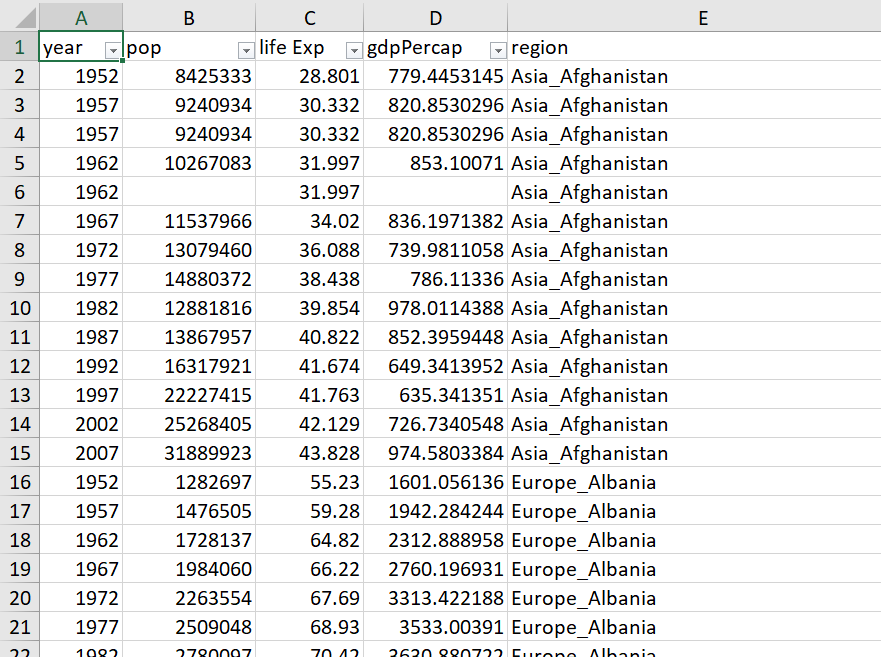 A B C D E
1 year pop life Exp gdpPercap region
2 1952 8425333 28.801 779.4453145 Asia_Afghanistan
3 1957 9240934 30.332 820.8530296 Asia_Afghanistan
4 1957 9240934 30.332 820.8530296 Asia_Afghanistan
5 1962 10267083 31.997 853.10071 Asia_Afghanistan
6 1962 31.997 Asia_Afghanistan
7 1967 11537966 34.02 836.1971382 Asia_Afghanistan
8 1972 13079460 36.088 739.9811058 Asia_Afghanistan
9 1977 14880372 38.438 786.11336 Asia_Afghanistan
10 1982 12881816 39.854 978.0114388 Asia_Afghanistan
11 1987 13867957 40.822 852.3959448 Asia_Afghanistan
12 1992 16317921 41.674 649.3413952 Asia_Afghanistan
13 1997 22227415 41.763 635.341351 Asia_Afghanistan
14 2002 25268405 42.129 726.7340548 Asia_Afghanistan
15 2007 31889923 43.828 974.5803384 Asia_Afghanistan
16 1952 1282697 55.23 1601.056136 Europe_Albania
17 1957 1476505 59.28 1942.284244 Europe_Albania
18 1962 1728137 64.82 2312.888958 Europe_Albania
19 1967 1984060 66.22 2760.196931 Europe_Albania
20 1972 2263554 67.69 3313.422188 Europe_Albania
21 1977 2509048 68.93 3533.00391 Europe_Albania
22 1982 2780097 70.42 3630.880722 Europe_Albania